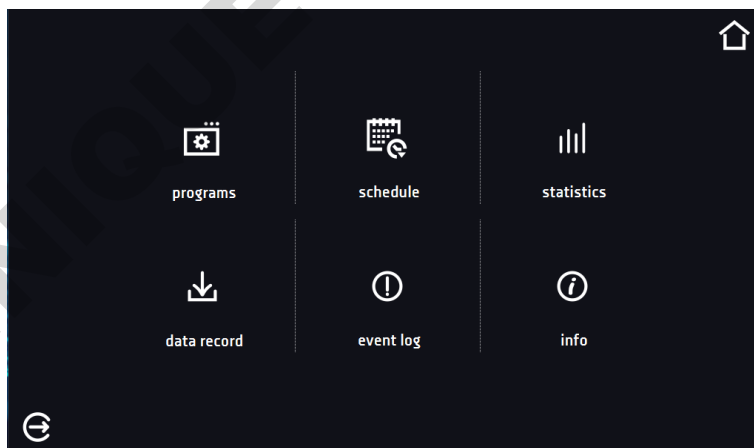 programs
schedule
statistics
data record
event log
info